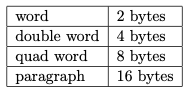 word 2 bytes
double word 4 bytes
quad word 8 bytes
paragraph 16 bytes